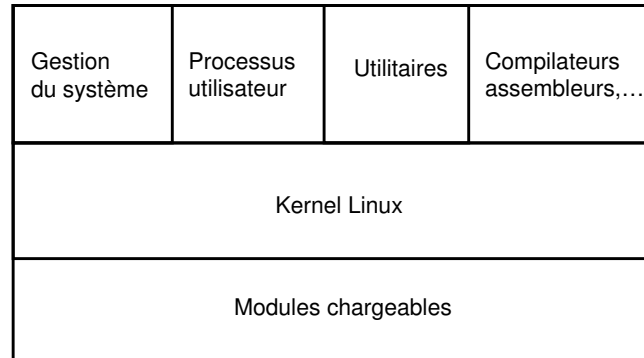 Gestion
du système
Processus
utilisateur
Utilitaires
Compilateurs
assembleurs,…
Kernel Linux
Modules chargeables